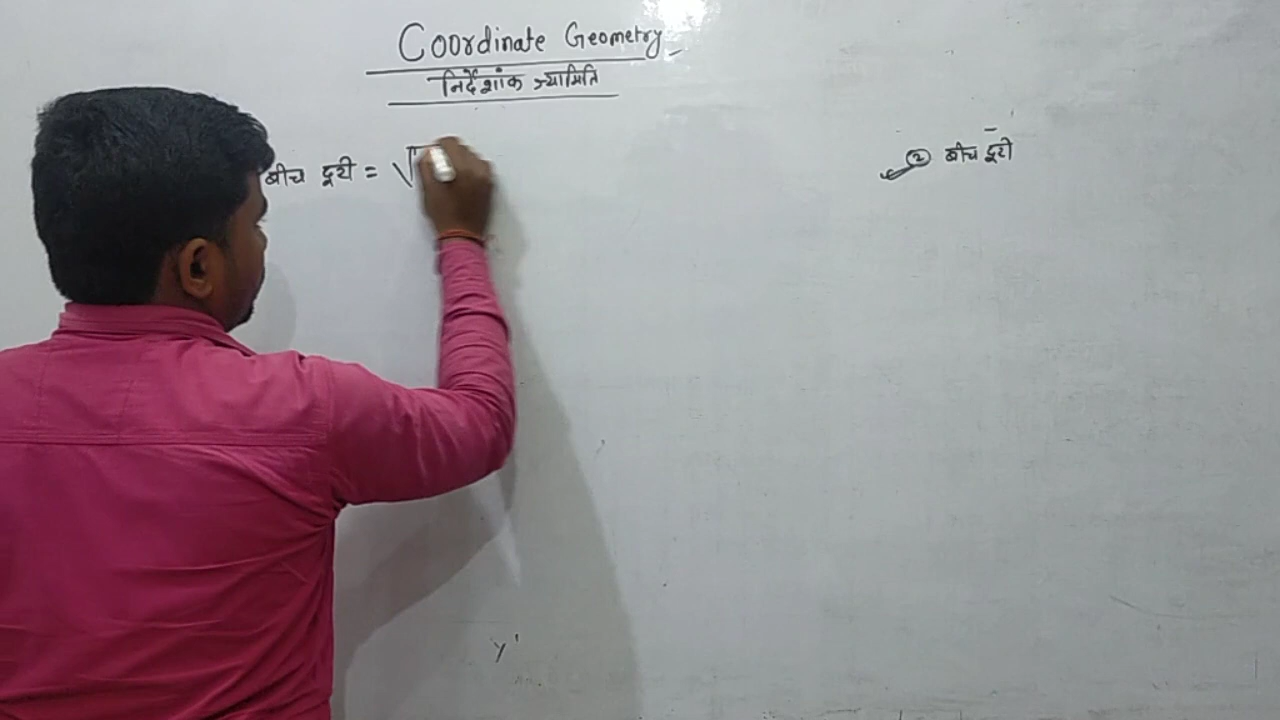 Coordinate Geometry
निर्देशांक ज्यामिति
बीच दूरी = √
② बीच दूरी
y'